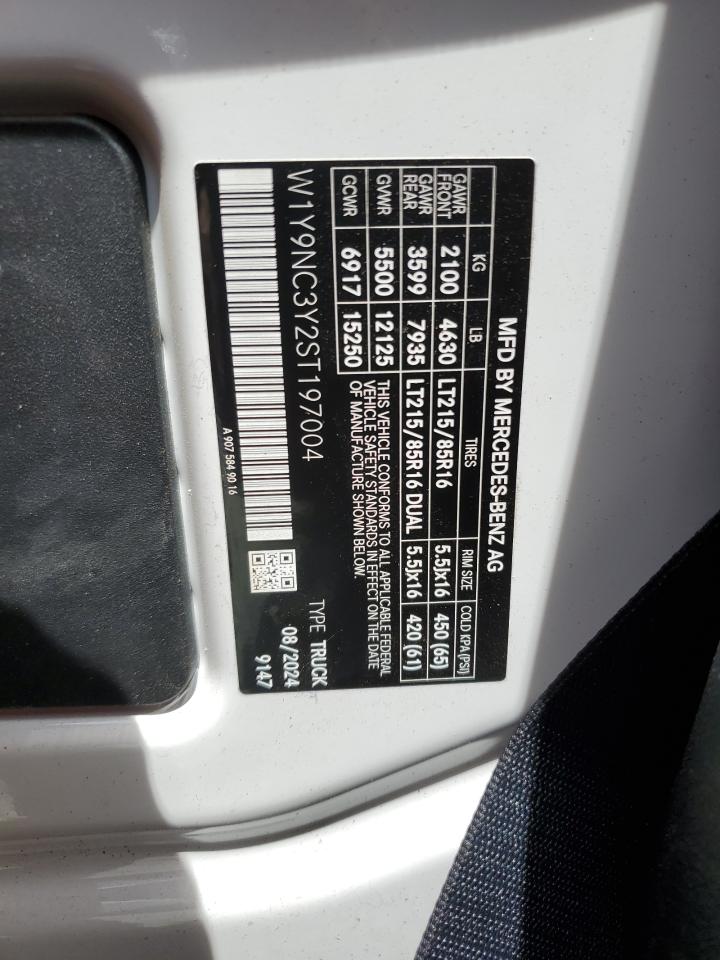 MFD BY MERCEDES-BENZ AG
KG LB TIRES RIM SIZE COLD KPA(PSI)
GAWR FRONT 2100 4630 LT215/85R16 5.5Jx16 450 (65)
GAWR REAR 3599 7935 LT215/85R16 DUAL 5.5Jx16 420 (61)
GVWR 5500 12125
GCWR 6917 15250
THIS VEHICLE CONFORMS TO ALL APPLICABLE FEDERAL
VEHICLE SAFETY STANDARDS IN EFFECT ON THE DATE
OF MANUFACTURE SHOWN BELOW.
W1Y9NC3Y2ST197004
TYPE TRUCK
08/2024
9147
A 907 584 90 16